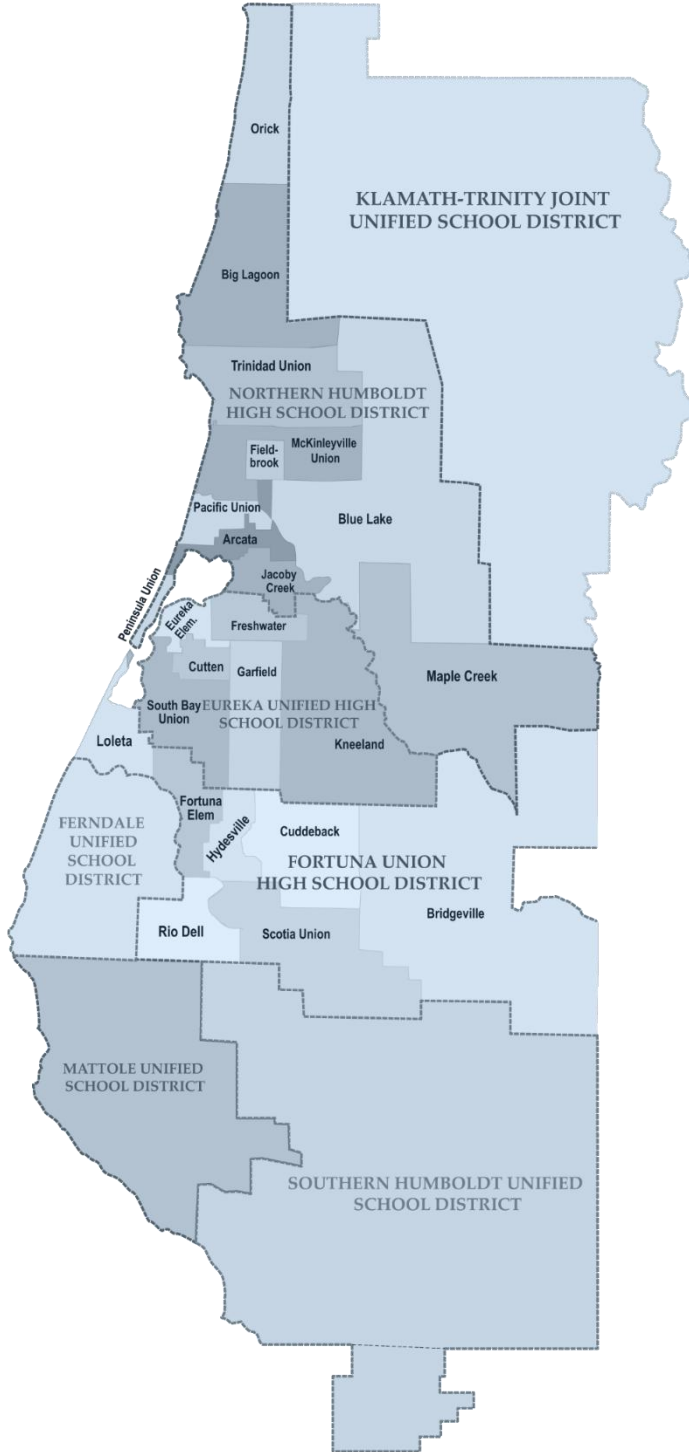 Orick
KLAMATH-TRINITY JOINT
UNIFIED SCHOOL DISTRICT
Big Lagoon
Trinidad Union
NORTHERN HUMBOLDT
HIGH SCHOOL DISTRICT
Field-
brook
McKinleyville
Union
Pacific Union
Blue Lake
Arcata
Jacoby
Creek
Peninsula Union
Eureka
Elem.
Freshwater
Cutten
Garfield
Maple Creek
South Bay
Union
EUREKA UNIFIED HIGH
SCHOOL DISTRICT
Kneeland
Loleta
Fortuna
Elem
Hydesville
Cuddeback
FERNDALE
UNIFIED
SCHOOL
DISTRICT
FORTUNA UNION
HIGH SCHOOL DISTRICT
Bridgeville
Rio Dell
Scotia Union
MATTOLE UNIFIED
SCHOOL DISTRICT
SOUTHERN HUMBOLDT UNIFIED
SCHOOL DISTRICT